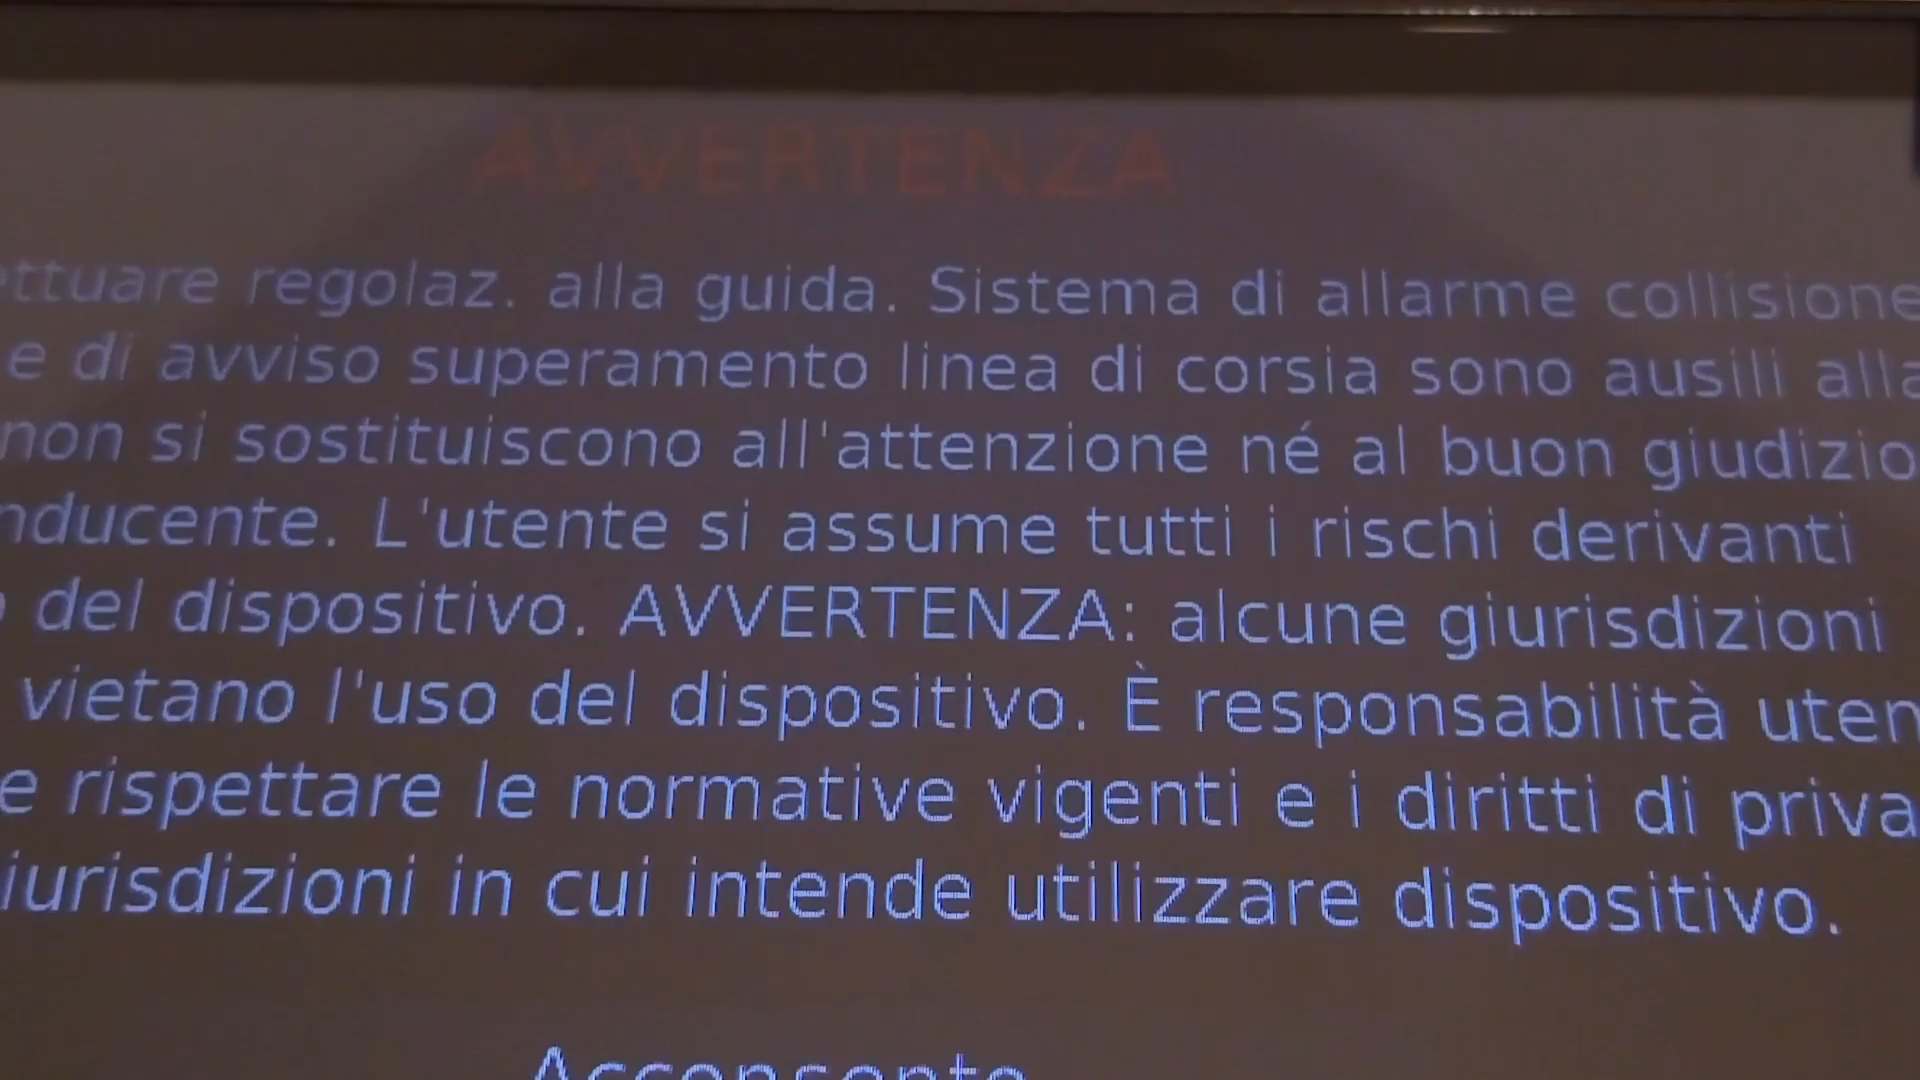 AVVERTENZA
ettuare regolaz. alla guida. Sistema di allarme collisione
e di avviso superamento linea di corsia sono ausili alla
non si sostituiscono all'attenzione né al buon giudizio
nducente. L'utente si assume tutti i rischi derivanti
del dispositivo. AVVERTENZA: alcune giurisdizioni
vietano l'uso del dispositivo. È responsabilità uten
e rispettare le normative vigenti e i diritti di priva
iurisdizioni in cui intende utilizzare dispositivo.
Acconsento